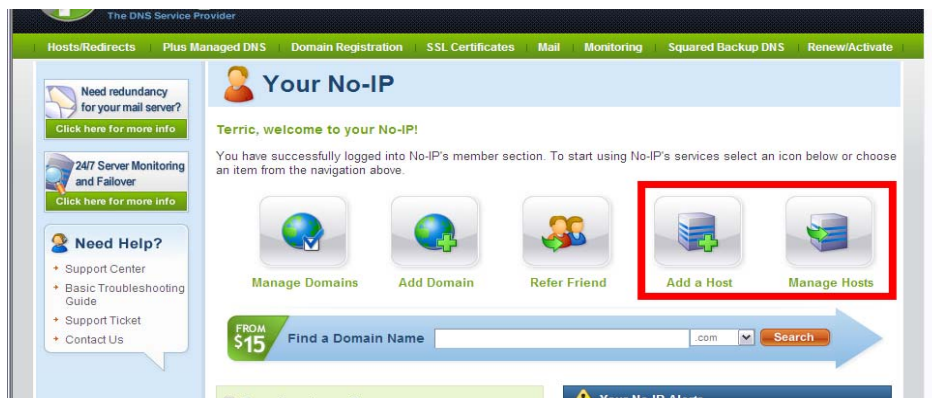 The DNS Service Provider
Hosts/Redirects Plus Managed DNS Domain Registration SSL Certificates Mail Monitoring Squared Backup DNS Renew/Activate
Need redundancy
for your mail server?
Click here for more info
24/7 Server Monitoring
and Failover
Click here for more info
Need Help?
Support Center
Basic Troubleshooting
Guide
Support Ticket
Contact Us
Your No-IP
Terric, welcome to your No-IP!
You have successfully logged into No-IP's member section. To start using No-IP's services select an icon below or choose
an item from the navigation above.
Manage Domains Add Domain Refer Friend Add a Host Manage Hosts
FROM
$15 Find a Domain Name .com Search
Your No-IP Alerts